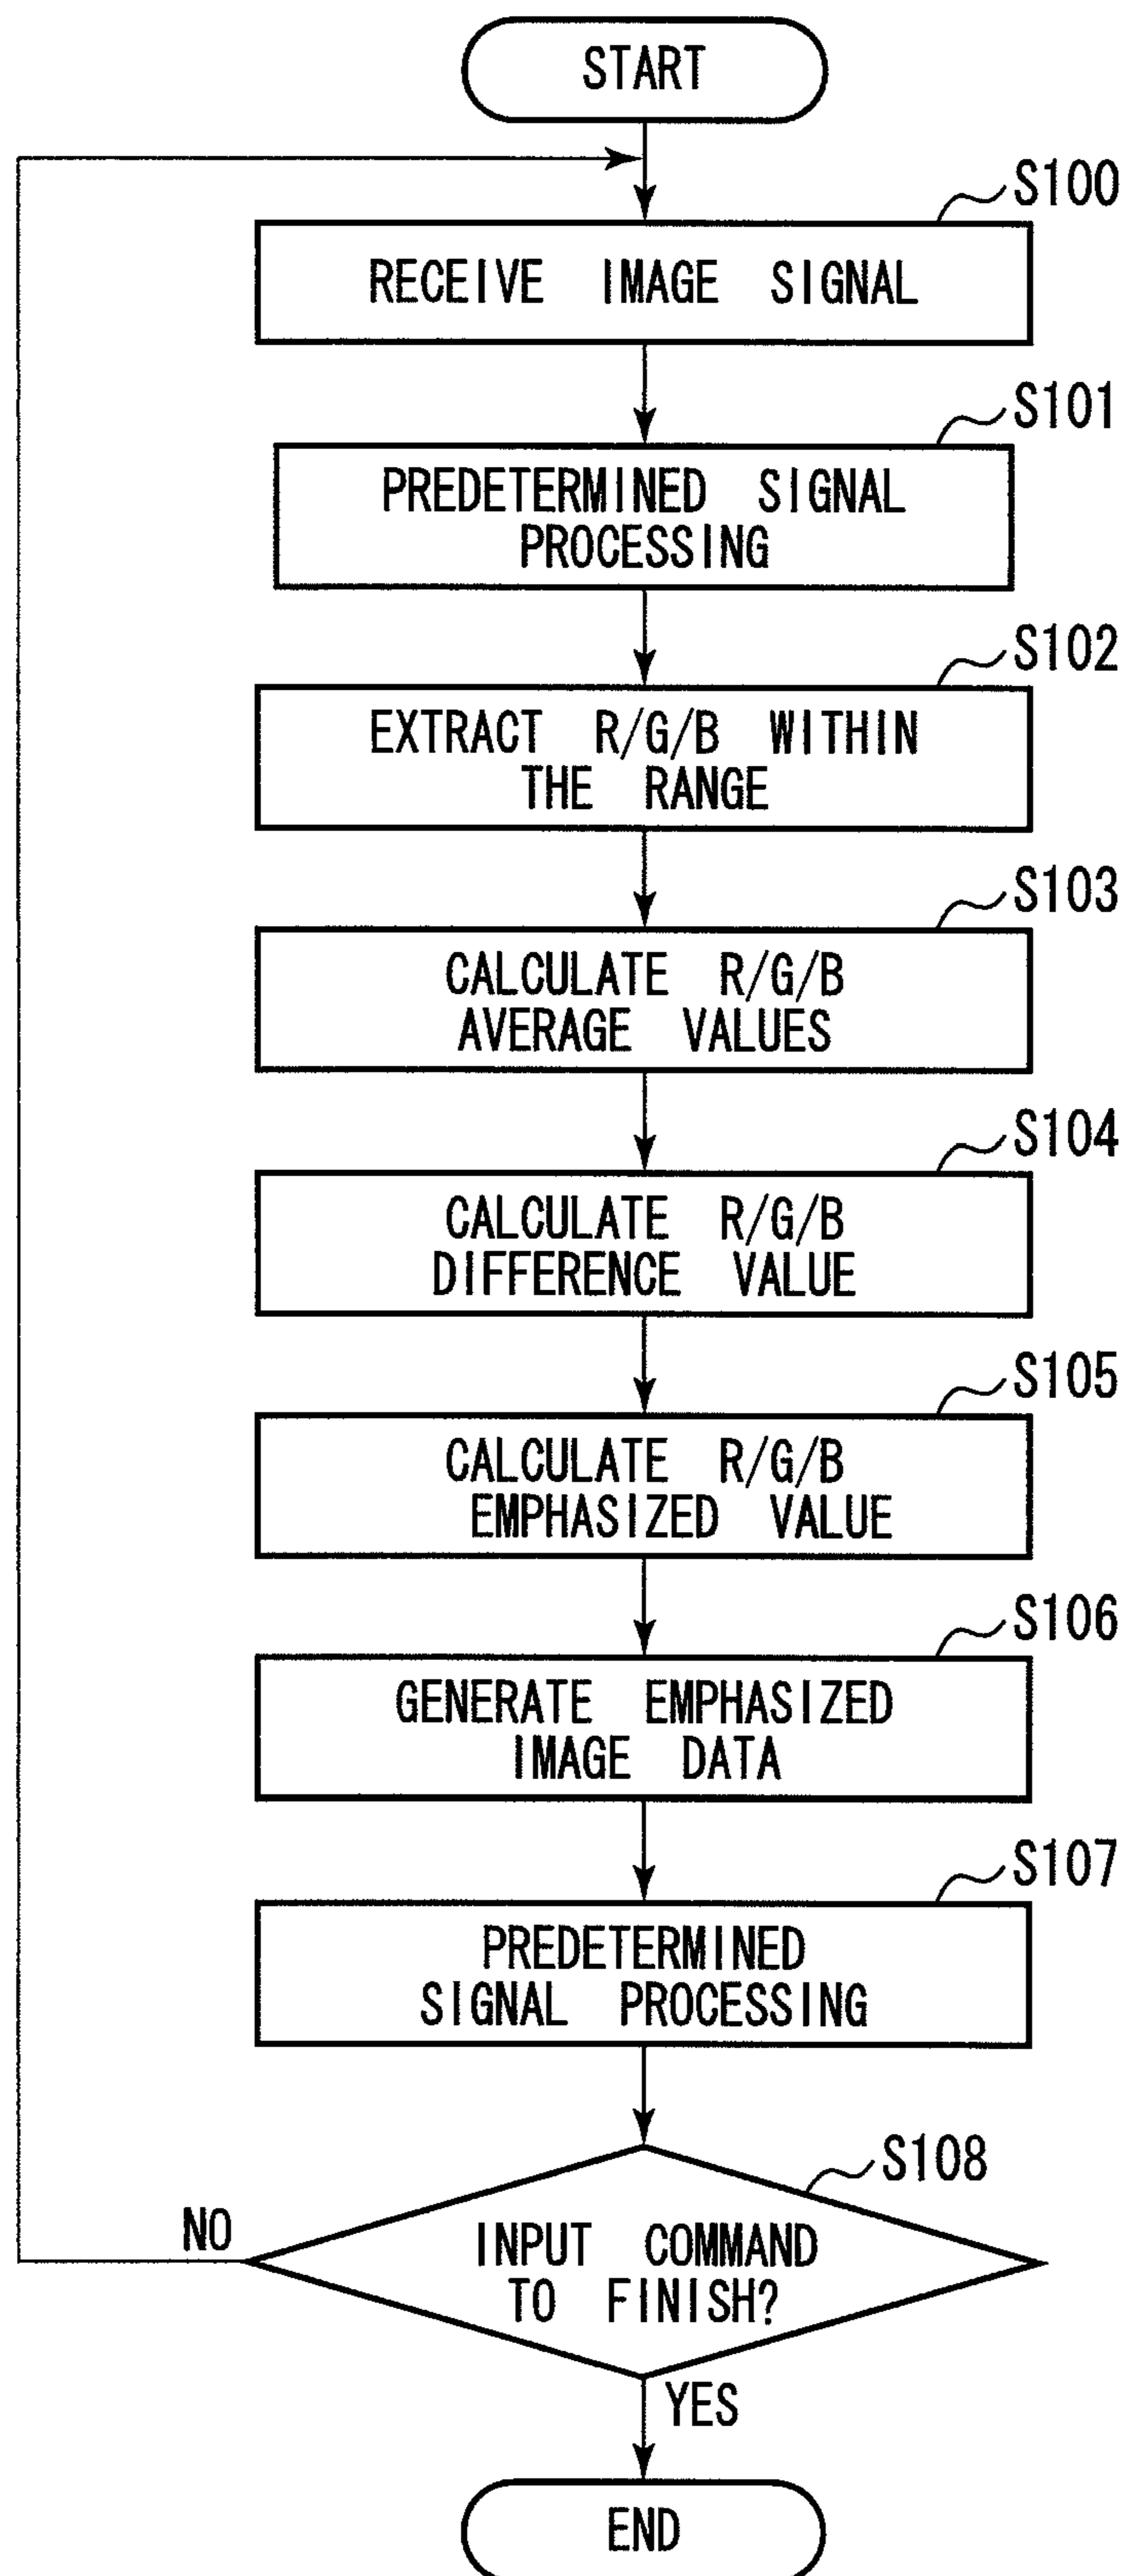 START
S100
RECEIVE IMAGE SIGNAL
S101
PREDETERMINED SIGNAL
PROCESSING
S102
EXTRACT R/G/B WITHIN
THE RANGE
S103
CALCULATE R/G/B
AVERAGE VALUES
S104
CALCULATE R/G/B
DIFFERENCE VALUE
S105
CALCULATE R/G/B
EMPHASIZED VALUE
S106
GENERATE EMPHASIZED
IMAGE DATA
S107
PREDETERMINED
SIGNAL PROCESSING
S108
NO
INPUT COMMAND
TO FINISH?
YES
END